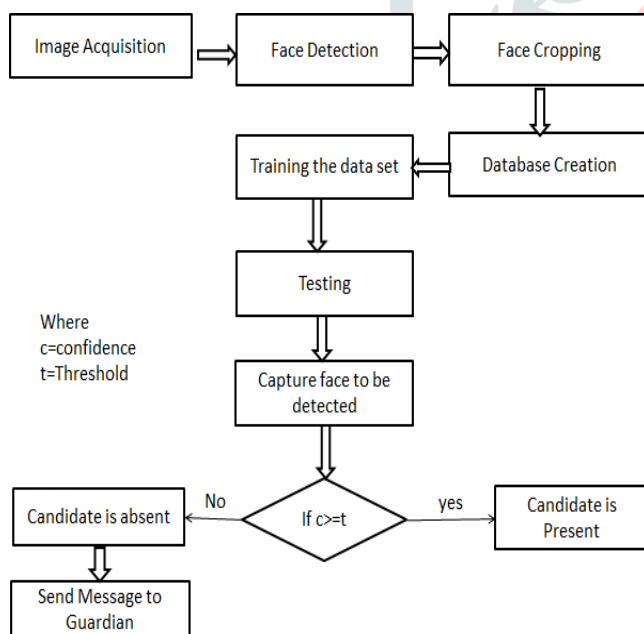 Image Acquisition
Face Detection
Face Cropping
Database Creation
Training the data set
Testing
Where
c=confidence
t=Threshold
Capture face to be
detected
If c>=t
No
yes
Candidate is absent
Candidate is
Present
Send Message to
Guardian